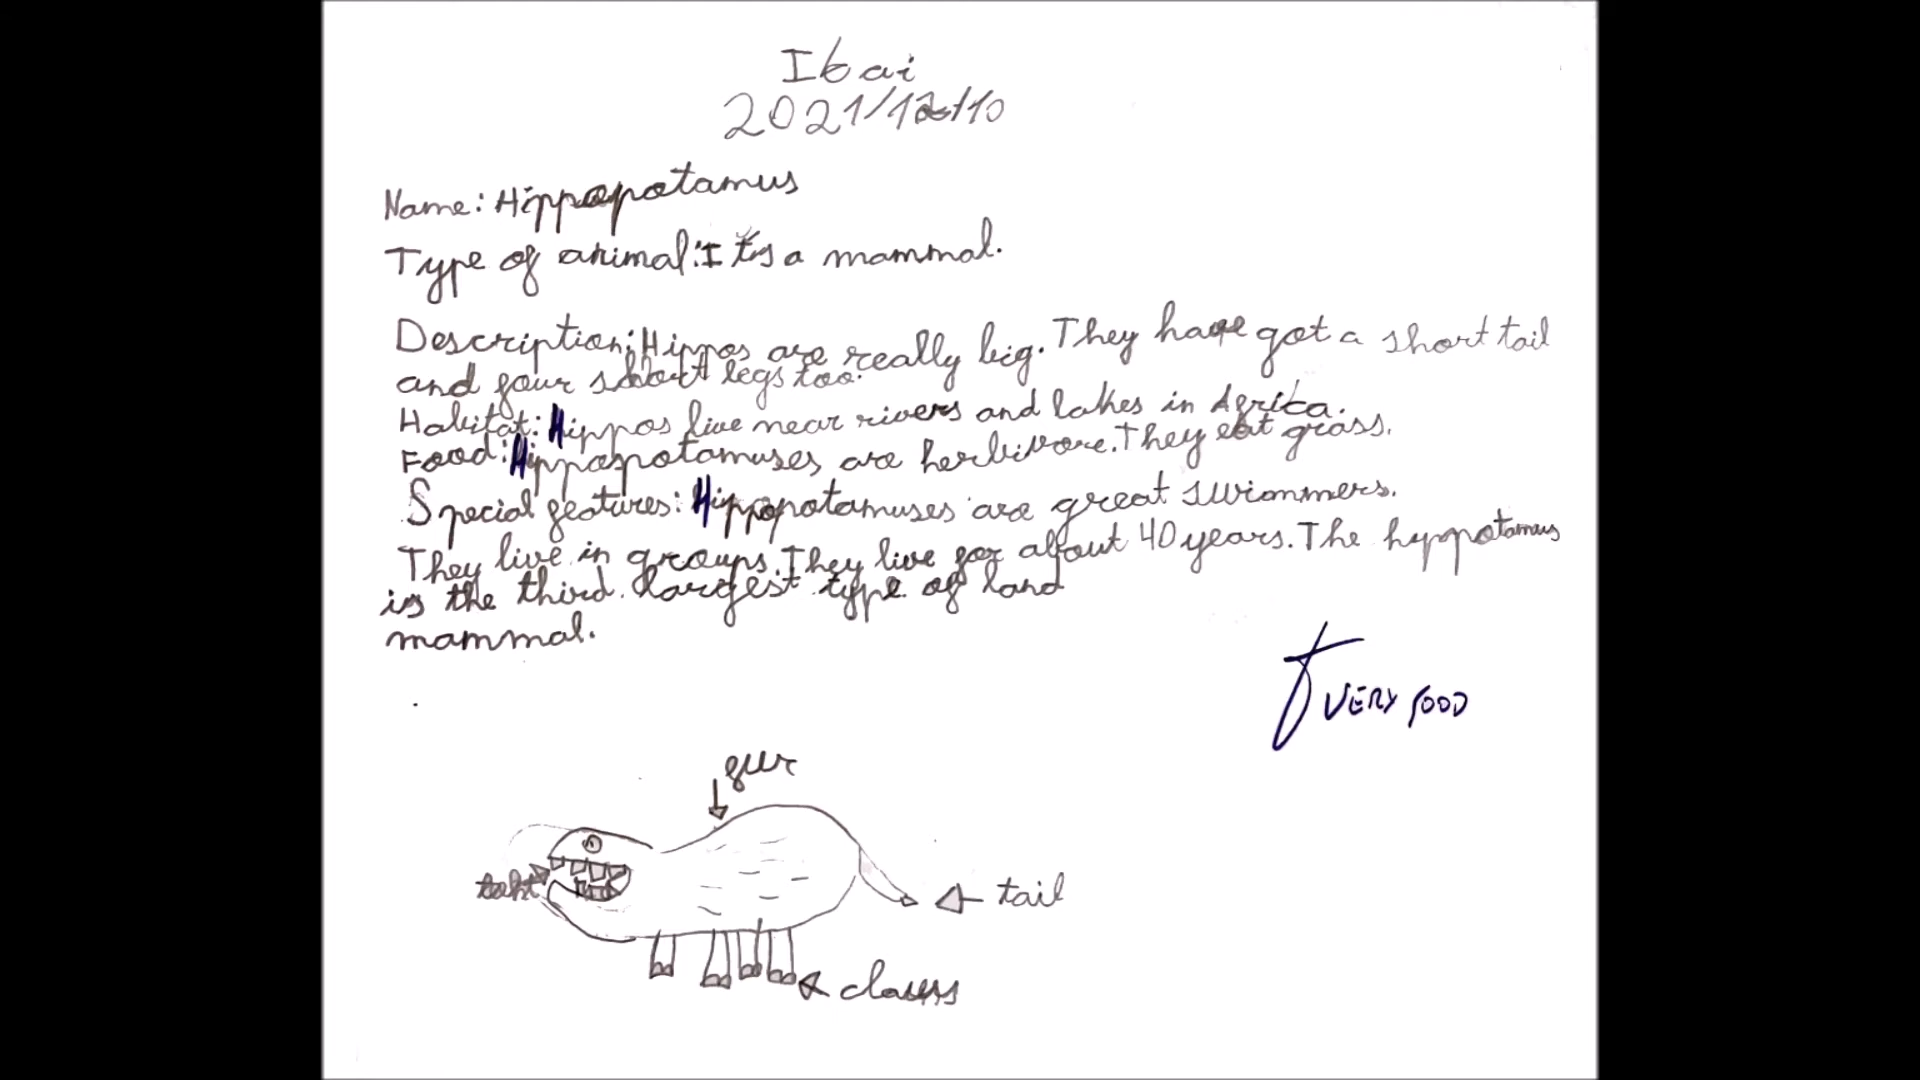 Ibai
2021/12/10
Name: Hippopotamus
Type of animal: It's a mammal.
Description: Hippos are really big. They have got a short tail
and four short legs too.
Habitat: Hippos live near rivers and lakes in Africa.
Food: Hippopotamuses are herbivore. They eat grass.
Special features: Hippopotamuses are great swimmers.
They live in groups. They live for about 40 years. The hyppotamus
is the third largest type of land
mammal.
VERY GOOD
fur
tail
claws